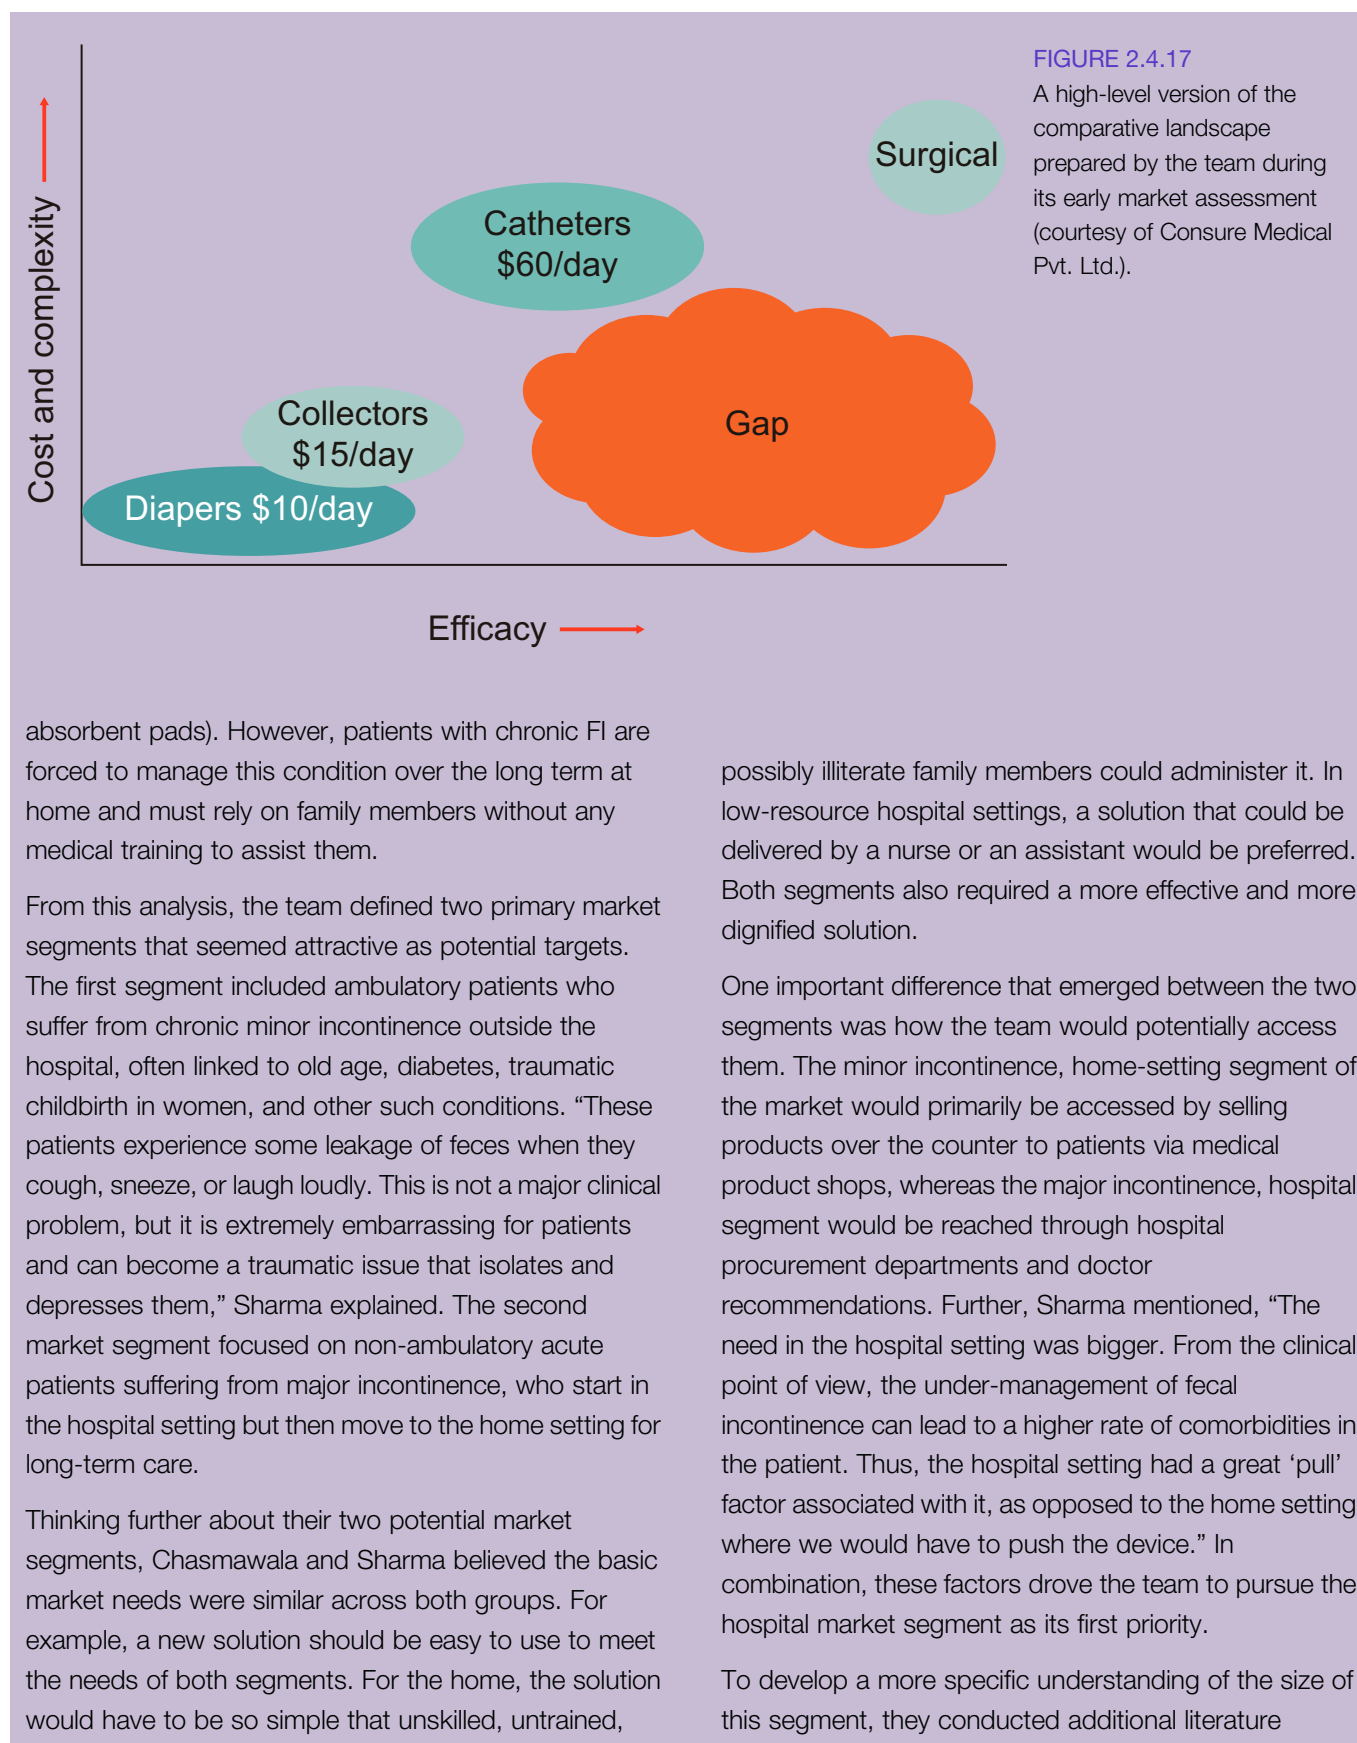 FIGURE 2.4.17
A high-level version of the
comparative landscape
prepared by the team during
its early market assessment
(courtesy of Consure Medical
Pvt. Ltd.).
Cost and complexity
Surgical
Catheters
$60/day
Gap
Collectors
$15/day
Diapers $10/day
Efficacy
absorbent pads). However, patients with chronic FI are
forced to manage this condition over the long term at
home and must rely on family members without any
medical training to assist them.
From this analysis, the team defined two primary market
segments that seemed attractive as potential targets.
The first segment included ambulatory patients who
suffer from chronic minor incontinence outside the
hospital, often linked to old age, diabetes, traumatic
childbirth in women, and other such conditions. “These
patients experience some leakage of feces when they
cough, sneeze, or laugh loudly. This is not a major clinical
problem, but it is extremely embarrassing for patients
and can become a traumatic issue that isolates and
depresses them,” Sharma explained. The second
market segment focused on non-ambulatory acute
patients suffering from major incontinence, who start in
the hospital setting but then move to the home setting for
long-term care.
Thinking further about their two potential market
segments, Chasmawala and Sharma believed the basic
market needs were similar across both groups. For
example, a new solution should be easy to use to meet
the needs of both segments. For the home, the solution
would have to be so simple that unskilled, untrained,
possibly illiterate family members could administer it. In
low-resource hospital settings, a solution that could be
delivered by a nurse or an assistant would be preferred.
Both segments also required a more effective and more
dignified solution.
One important difference that emerged between the two
segments was how the team would potentially access
them. The minor incontinence, home-setting segment of
the market would primarily be accessed by selling
products over the counter to patients via medical
product shops, whereas the major incontinence, hospital
segment would be reached through hospital
procurement departments and doctor
recommendations. Further, Sharma mentioned, “The
need in the hospital setting was bigger. From the clinical
point of view, the under-management of fecal
incontinence can lead to a higher rate of comorbidities in
the patient. Thus, the hospital setting had a great ‘pull’
factor associated with it, as opposed to the home setting
where we would have to push the device.” In
combination, these factors drove the team to pursue the
hospital market segment as its first priority.
To develop a more specific understanding of the size of
this segment, they conducted additional literature